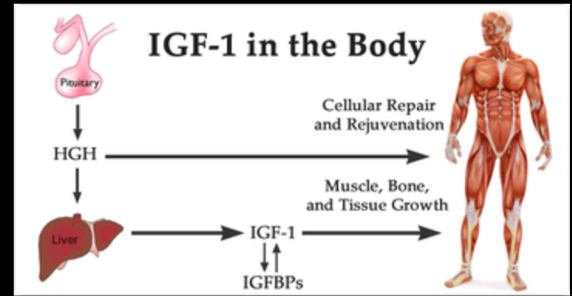 IGF-1 in the Body
Pituitary
Cellular Repair
and Rejuvenation
HGH
Muscle, Bone,
and Tissue Growth
Liver
IGF-1
IGFBPs